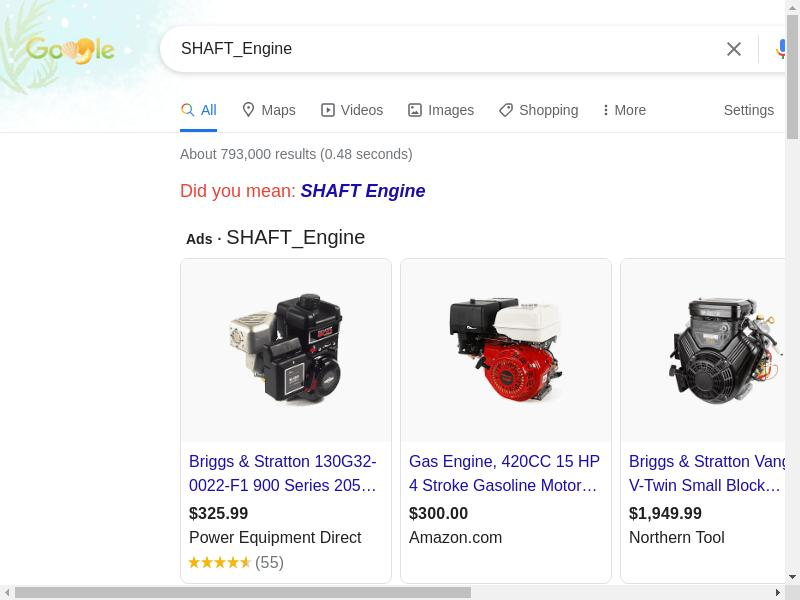 Google
SHAFT_Engine
All Maps Videos Images Shopping More Settings
About 793,000 results (0.48 seconds)
Did you mean: SHAFT Engine
Ads · SHAFT_Engine
Briggs & Stratton 130G32-
0022-F1 900 Series 205…
$325.99
Power Equipment Direct
(55)
Gas Engine, 420CC 15 HP
4 Stroke Gasoline Motor…
$300.00
Amazon.com
Briggs & Stratton Vang
V-Twin Small Block…
$1,949.99
Northern Tool